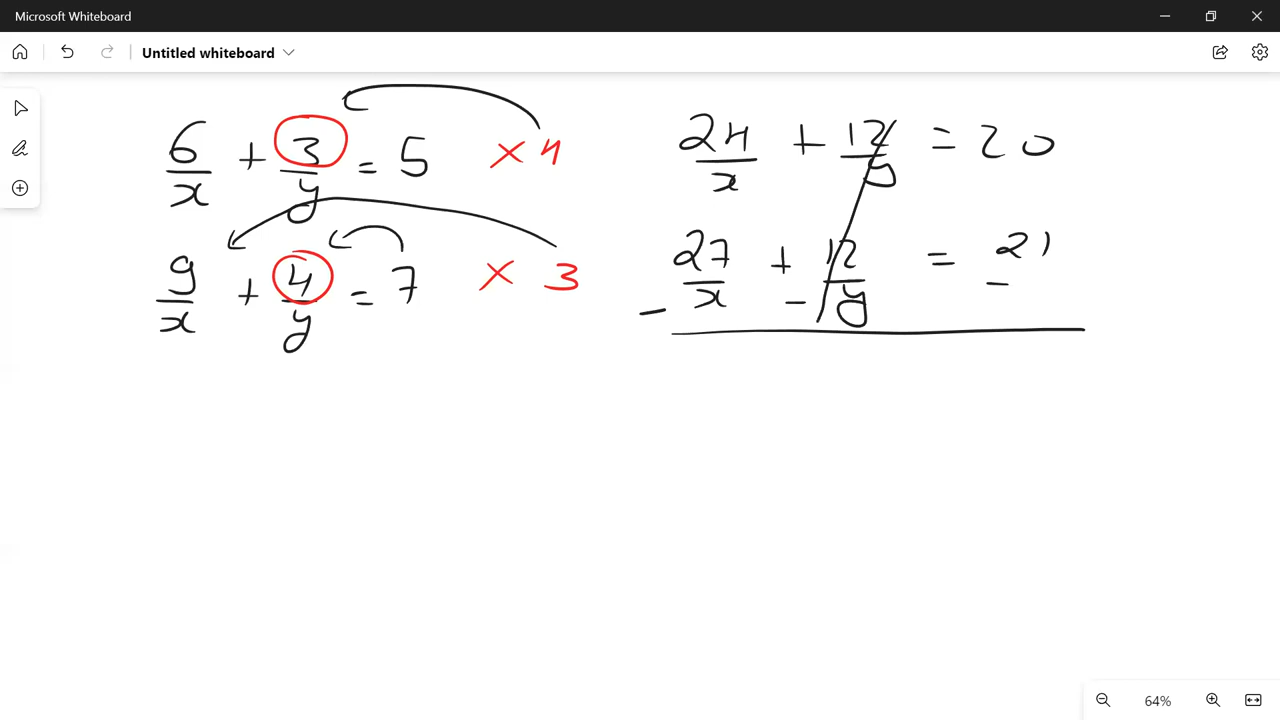 Microsoft Whiteboard
Untitled whiteboard
6/x + 3/y = 5 × 4
9/x + 4/y = 7 × 3
24/x + 12/y = 20
27/x + 12/y = 21
- - -
64%